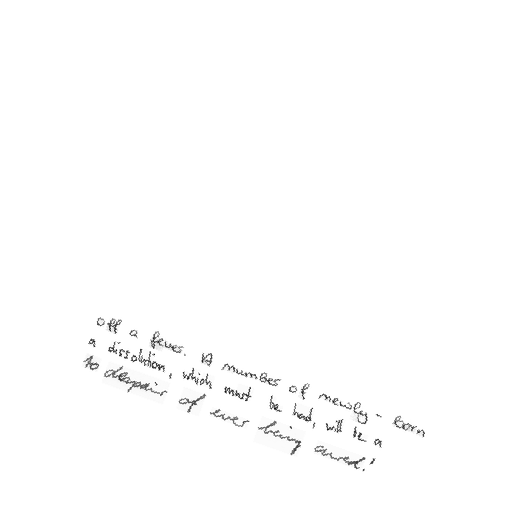 off a fever. A number of newly-born
a dissolution, which must be had, will be a
to despair of ever being cured!